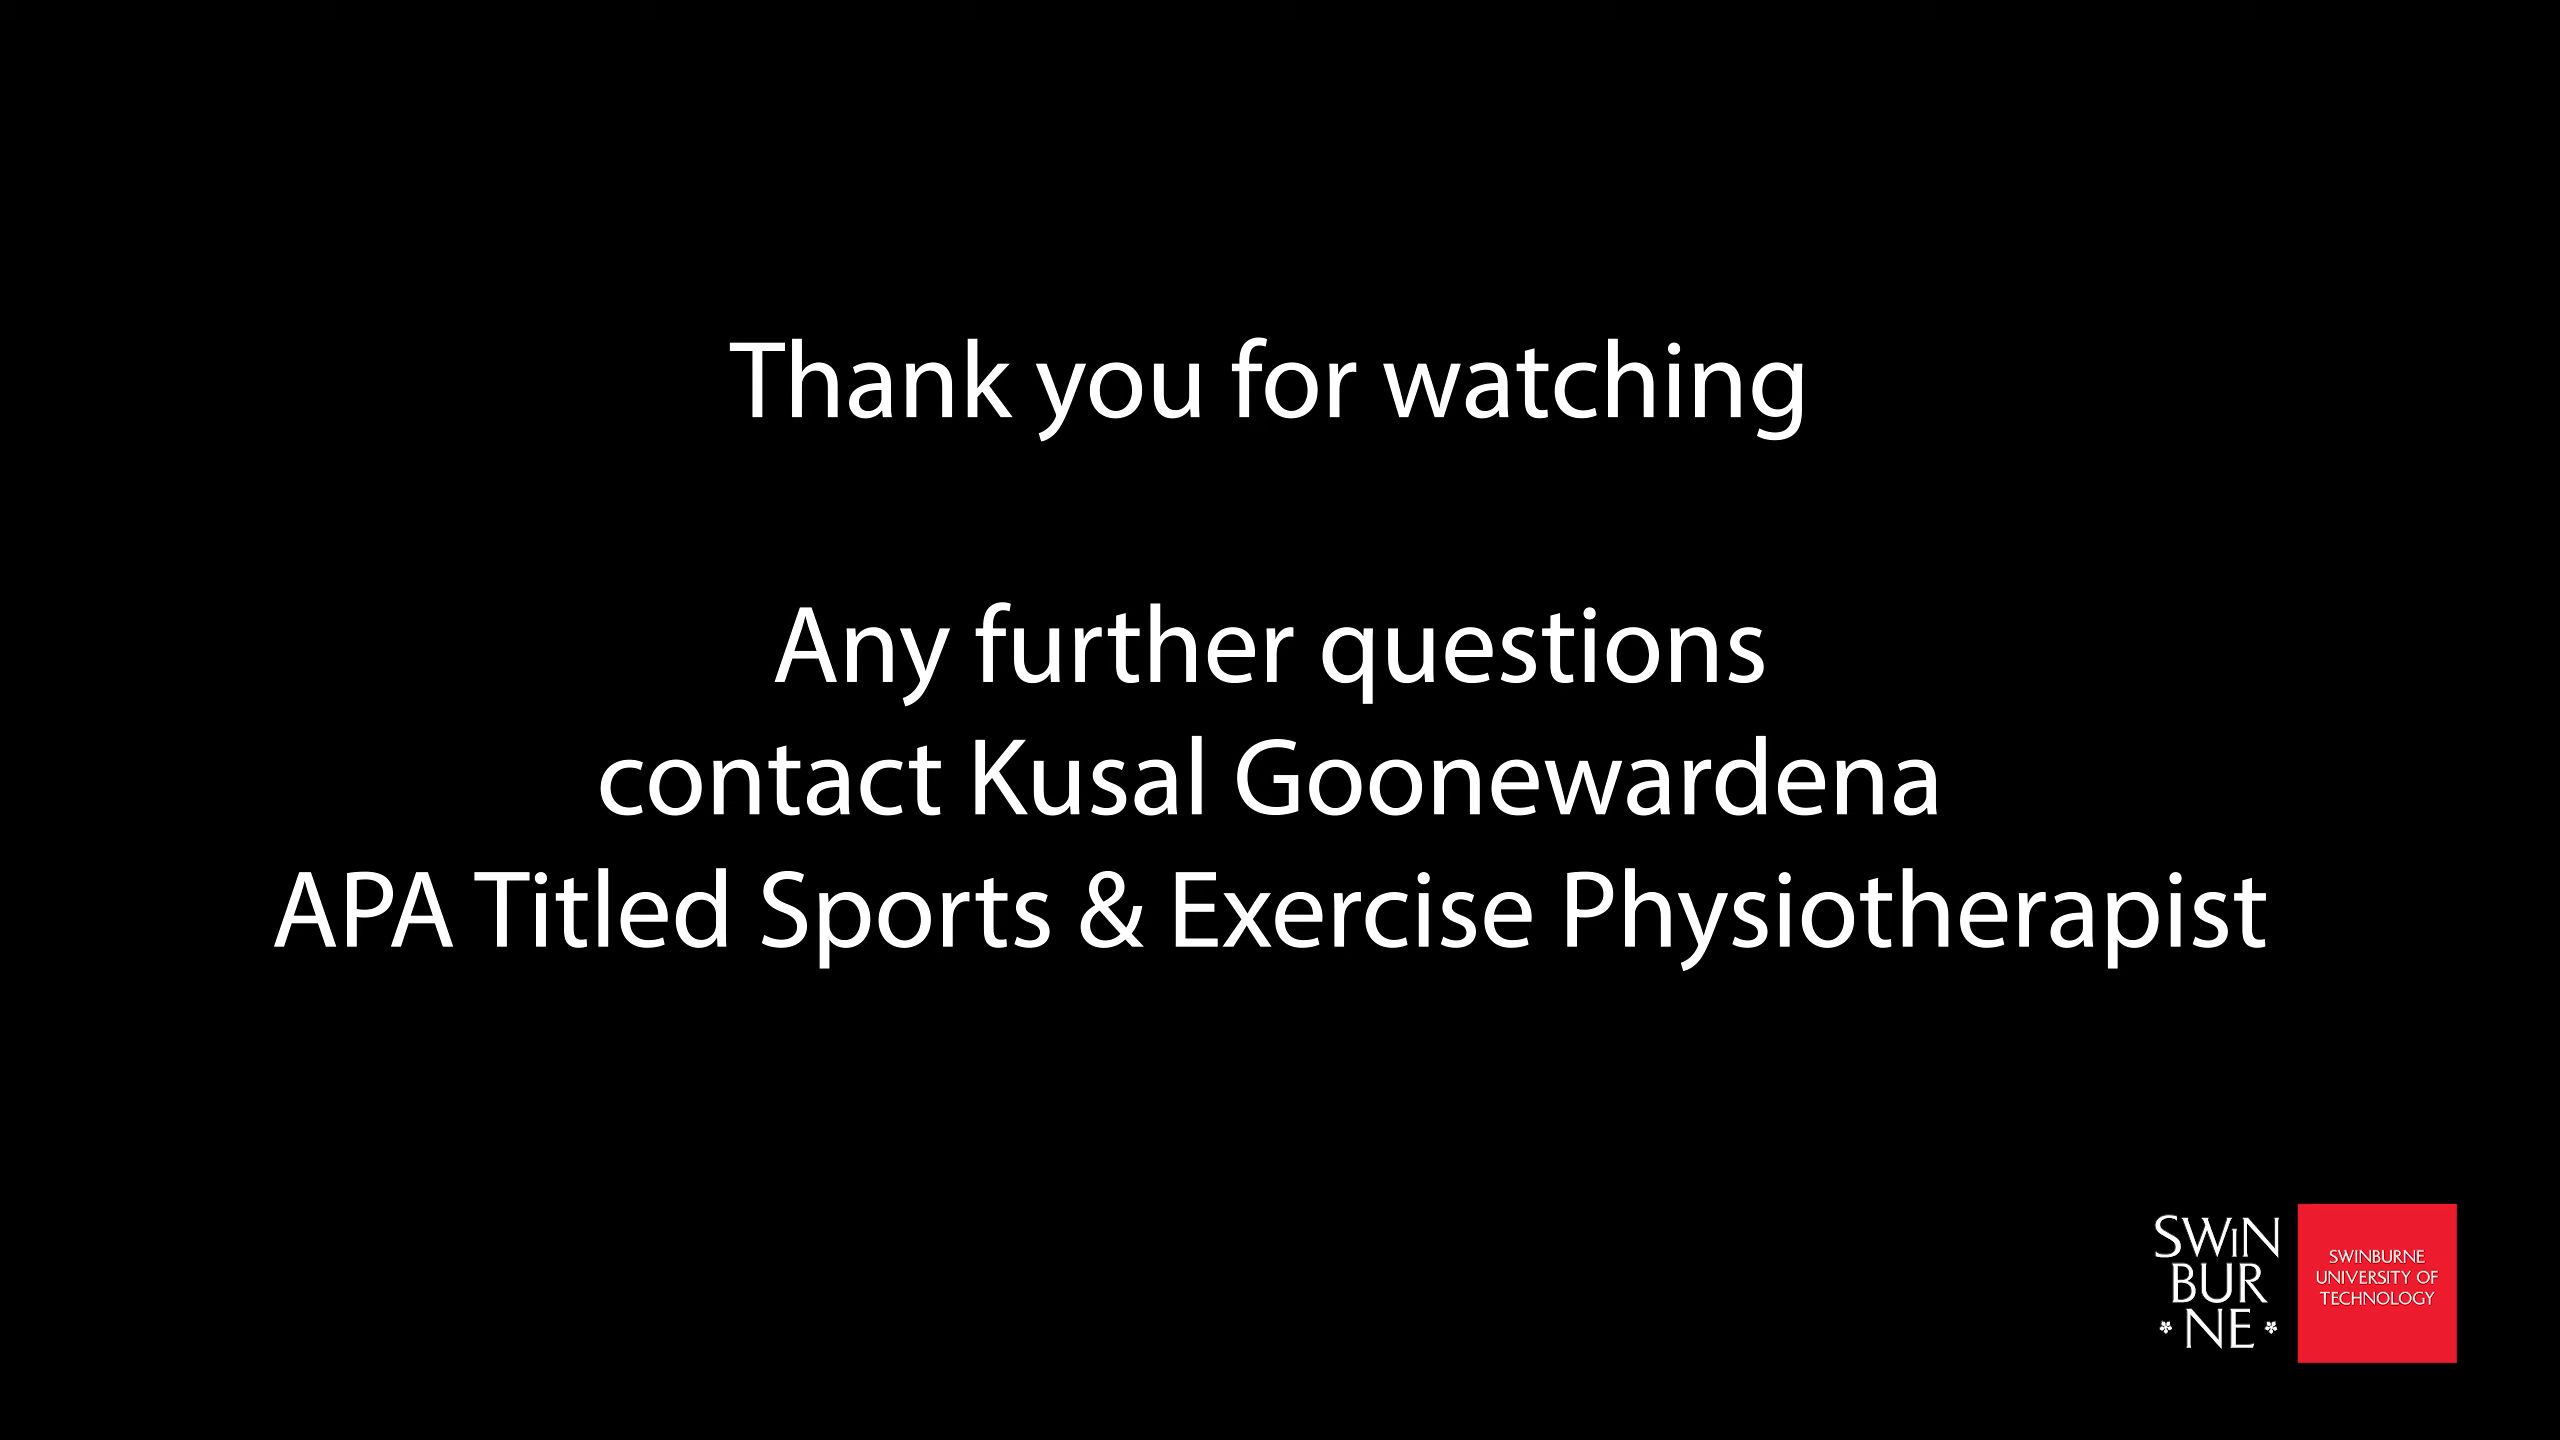 Thank you for watching
Any further questions
contact Kusal Goonewardena
APA Titled Sports & Exercise Physiotherapist
SWiN
BUR
NE
SWINBURNE
UNIVERSITY OF
TECHNOLOGY